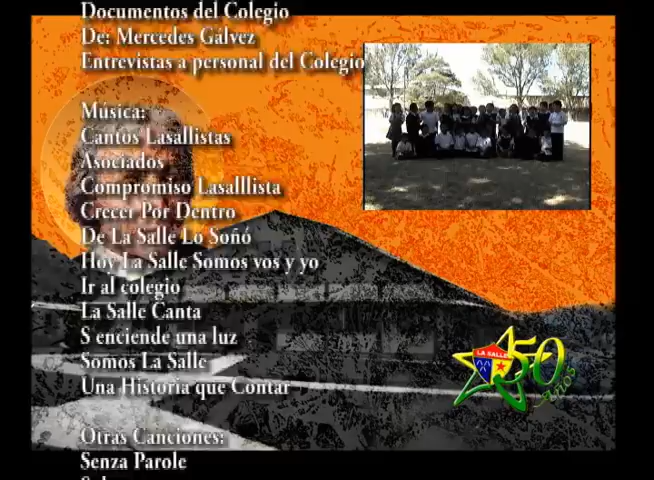 Documentos del Colegio
De: Mercedes Gálvez
Entrevistas a personal del Colegio
Música:
Cantos Lasallistas
Asociados
Compromiso Lasalllista
Crecer Por Dentro
De La Salle Lo Soñó
Hoy La Salle Somos vos y yo
Ir al colegio
La Salle Canta
S enciende una luz
Somos La Salle
Una Historia que Contar
LA SALLE
50
Años
Otras Canciones:
Senza Parole